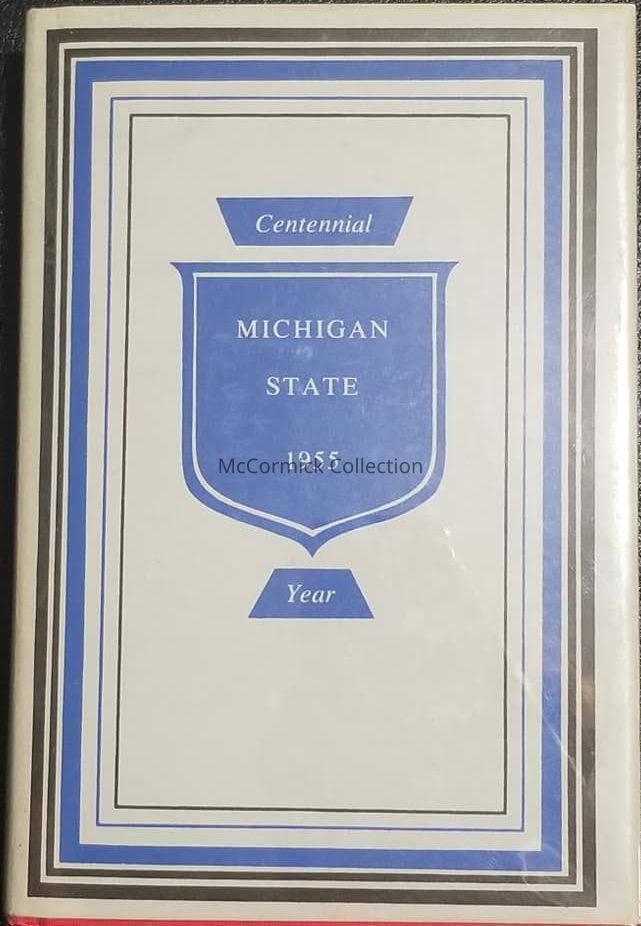 Centennial
MICHIGAN
STATE
1955
McCormick Collection
Year